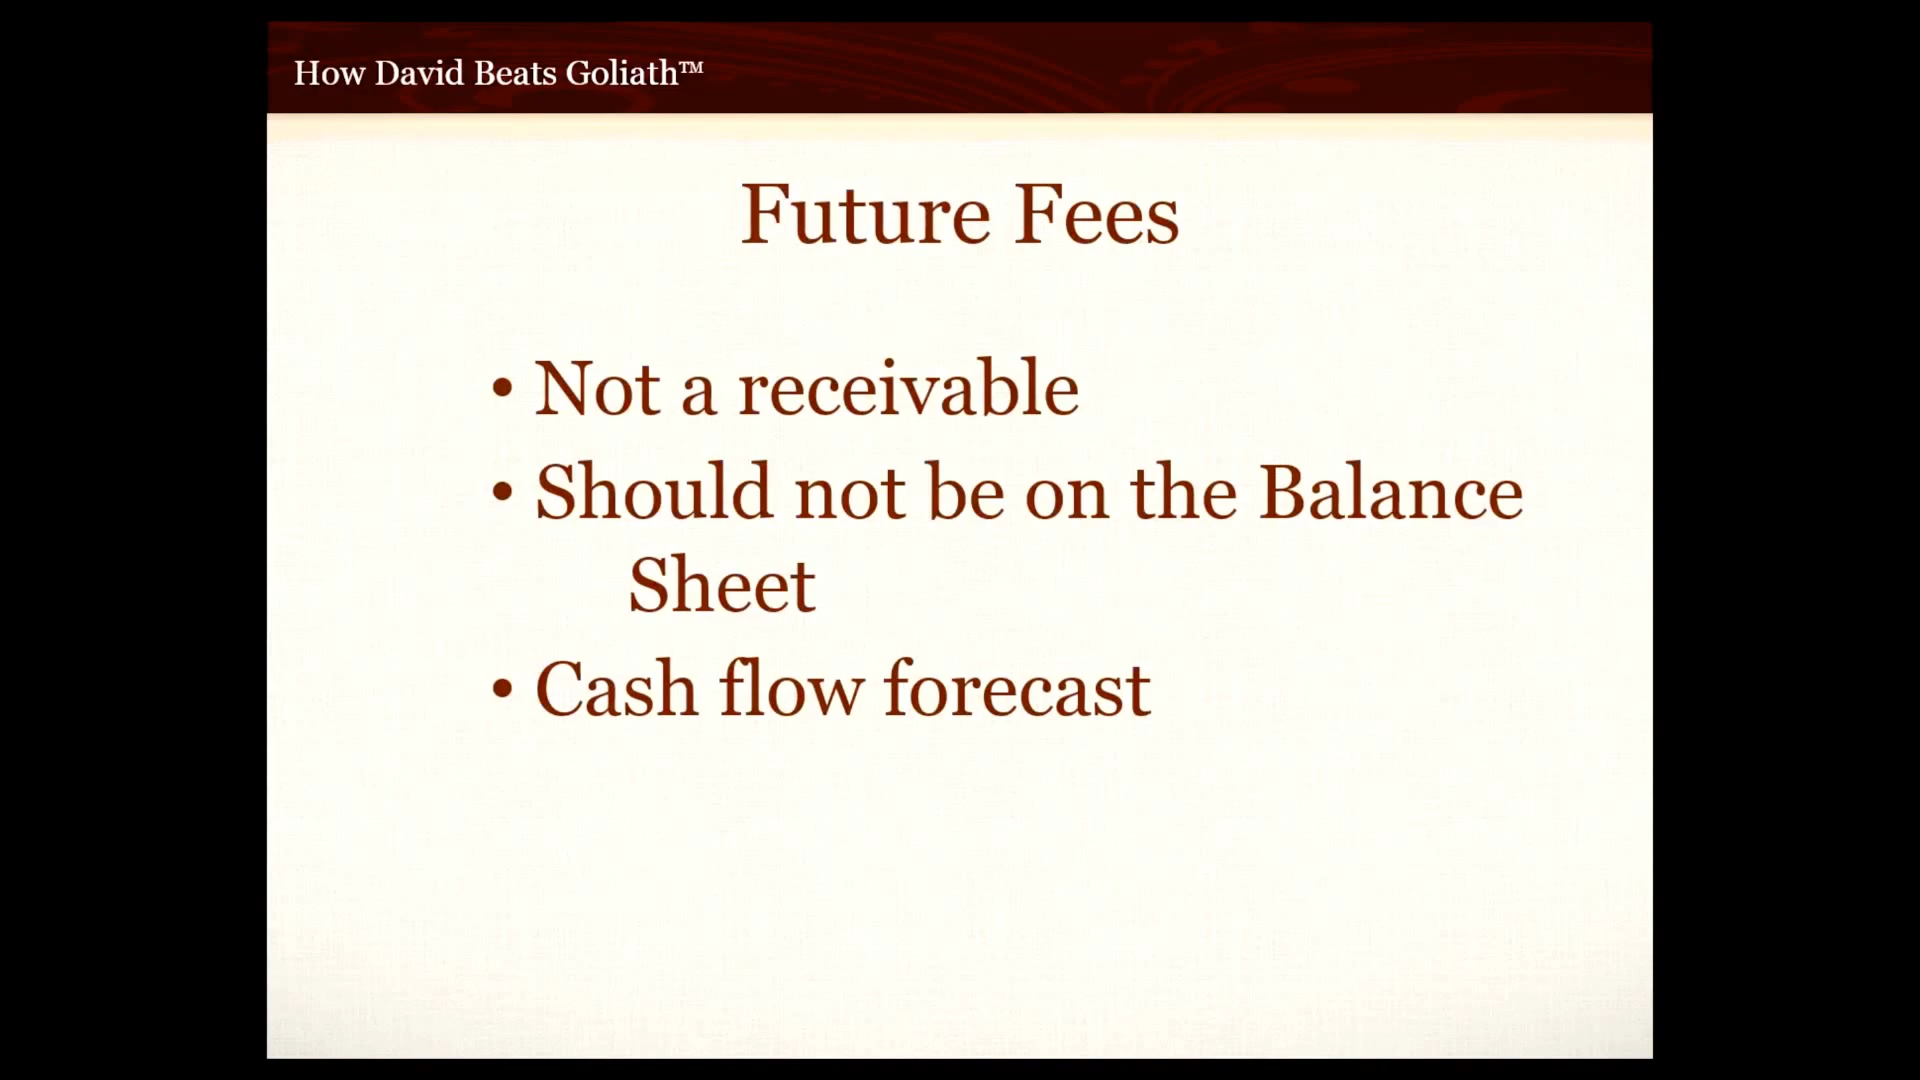 How David Beats Goliath™
Future Fees
• Not a receivable
• Should not be on the Balance
Sheet
• Cash flow forecast